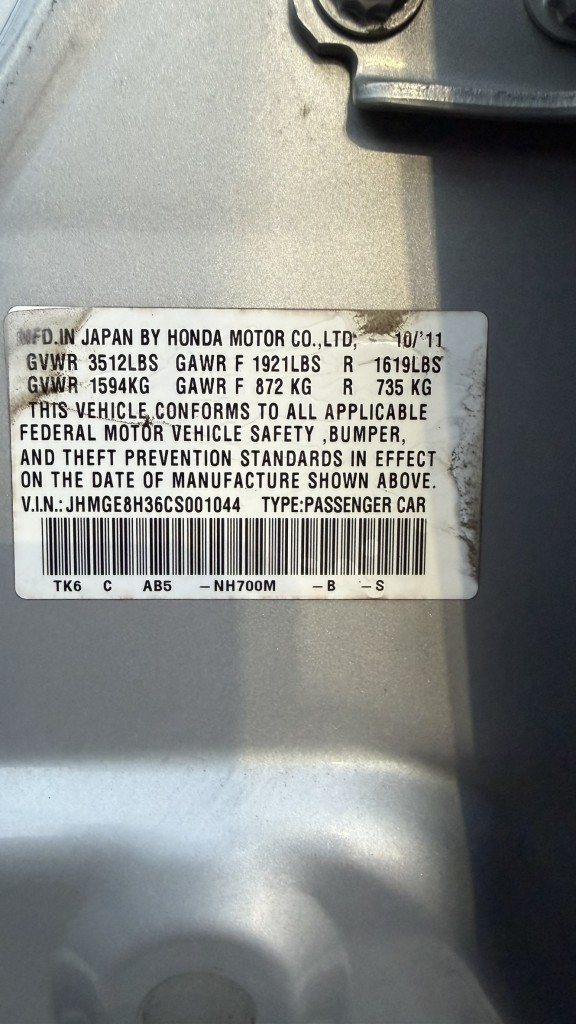 MFD.IN JAPAN BY HONDA MOTOR CO.,LTD; 10/'11
GVWR 3512LBS GAWR F 1921LBS R 1619LBS
GVWR 1594KG GAWR F 872 KG R 735 KG
THIS VEHICLE CONFORMS TO ALL APPLICABLE
FEDERAL MOTOR VEHICLE SAFETY ,BUMPER,
AND THEFT PREVENTION STANDARDS IN EFFECT
ON THE DATE OF MANUFACTURE SHOWN ABOVE.
V.I.N.: JHMGE8H36CS001044 TYPE:PASSENGER CAR
TK6 C AB5 –NH700M –B –S